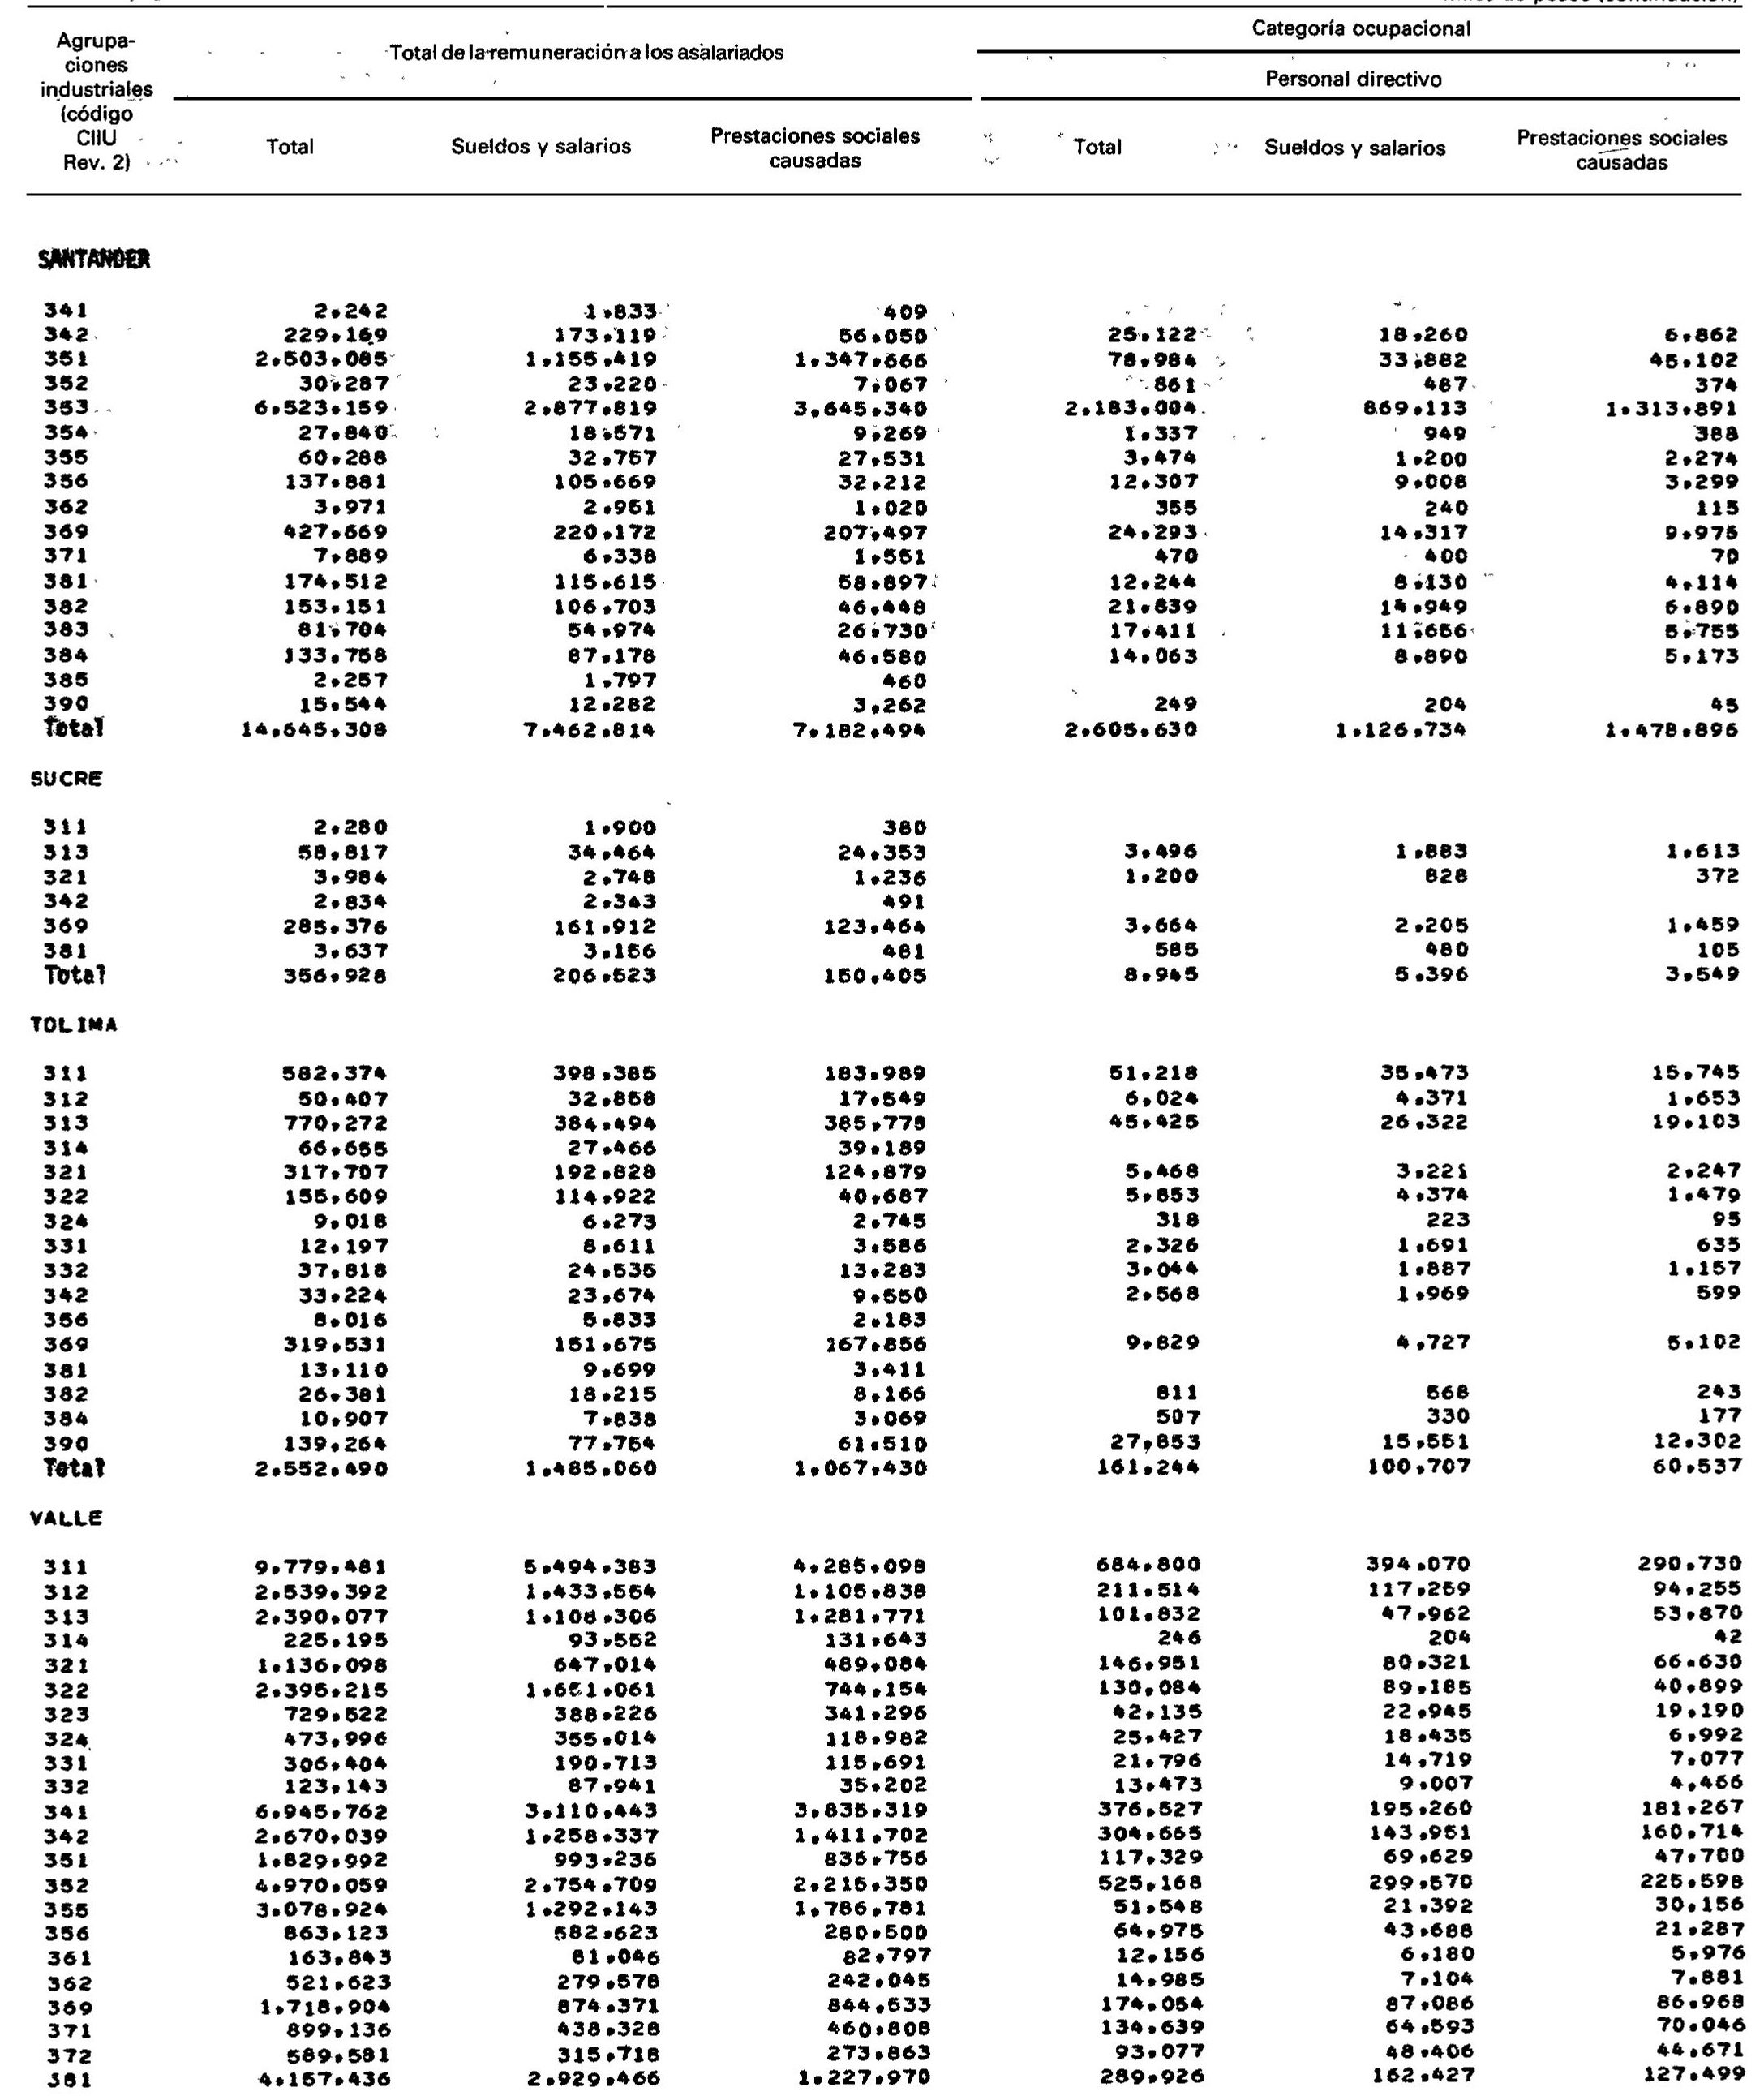 miles de pesos (continuación)
Agrupa-
ciones
industriales
(código
CIIU
Rev. 2)
Total de la remuneración a los asalariados
Categoría ocupacional
Personal directivo
Total Sueldos y salarios Prestaciones sociales causadas Total Sueldos y salarios Prestaciones sociales causadas
SANTANDER
341 2.242 1.833 409
342 229.169 173.119 56.050 25.122 18.260 6.862
351 2.503.085 1.155.419 1.347.666 78.984 33.882 45.102
352 30.287 23.220 7.067 861 487 374
353 6.523.159 2.877.819 3.645.340 2.183.004 869.113 1.313.891
354 27.840 18.571 9.269 1.337 949 388
355 60.288 32.757 27.531 3.474 1.200 2.274
356 137.881 105.669 32.212 12.307 9.008 3.299
362 3.971 2.951 1.020 355 240 115
369 427.669 220.172 207.497 24.293 14.317 9.976
371 7.889 6.338 1.551 470 400 70
381 174.512 115.615 58.897 12.244 8.130 4.114
382 153.151 106.703 46.448 21.839 14.949 6.890
383 81.704 54.974 26.730 17.411 11.656 5.755
384 133.758 87.178 46.580 14.063 8.890 5.173
385 2.257 1.797 460
390 15.544 12.282 3.262 249 204 45
Total 14.645.308 7.462.814 7.182.494 2.605.630 1.126.734 1.478.896
SUCRE
311 2.280 1.900 380
313 58.817 34.464 24.353 3.496 1.883 1.613
321 3.984 2.748 1.236 1.200 828 372
342 2.834 2.343 491
369 285.376 161.912 123.464 3.664 2.205 1.459
381 3.637 3.156 481 585 480 105
Total 356.928 206.523 150.405 8.945 5.396 3.549
TOLIMA
311 582.374 398.385 183.989 51.218 35.473 15.745
312 50.407 32.858 17.549 6.024 4.371 1.653
313 770.272 384.494 385.778 45.425 26.322 19.103
314 66.655 27.466 39.189
321 317.707 192.828 124.879 5.468 3.221 2.247
322 155.609 114.922 40.687 5.853 4.374 1.479
324 9.018 6.273 2.745 318 223 95
331 12.197 8.611 3.586 2.326 1.691 635
332 37.818 24.535 13.283 3.044 1.887 1.157
342 33.224 23.674 9.550 2.568 1.969 599
356 8.016 5.833 2.183
369 319.531 151.675 167.856 9.829 4.727 5.102
381 13.110 9.699 3.411
382 26.381 18.215 8.166 811 568 243
384 10.907 7.838 3.069 507 330 177
390 139.264 77.754 61.510 27.853 15.551 12.302
Total 2.552.490 1.485.060 1.067.430 161.244 100.707 60.537
VALLE
311 9.779.481 5.494.383 4.285.098 684.800 394.070 290.730
312 2.539.392 1.433.554 1.105.838 211.514 117.259 94.255
313 2.390.077 1.108.306 1.281.771 101.832 47.962 53.870
314 225.195 93.552 131.643 246 204 42
321 1.136.098 647.014 489.084 146.951 80.321 66.630
322 2.395.215 1.651.061 744.154 130.084 89.185 40.899
323 729.522 388.226 341.296 42.135 22.945 19.190
324 473.996 355.014 118.982 25.427 18.435 6.992
331 306.404 190.713 115.691 21.796 14.719 7.077
332 123.143 87.941 35.202 13.473 9.007 4.466
341 6.945.762 3.110.443 3.835.319 376.527 195.260 181.267
342 2.670.039 1.258.337 1.411.702 304.665 143.951 160.714
351 1.829.992 993.236 836.756 117.329 69.629 47.700
352 4.970.059 2.754.709 2.215.350 525.168 299.570 225.598
355 3.078.924 1.292.143 1.786.781 51.548 21.392 30.156
356 863.123 582.623 280.500 64.975 43.688 21.287
361 163.843 81.046 82.797 12.156 6.180 5.976
362 521.623 279.578 242.045 14.985 7.104 7.881
369 1.718.904 874.371 844.533 174.054 87.086 86.968
371 899.136 438.328 460.808 134.639 64.593 70.046
372 589.581 315.718 273.863 93.077 48.406 44.671
381 4.157.436 2.929.466 1.227.970 289.926 162.427 127.499